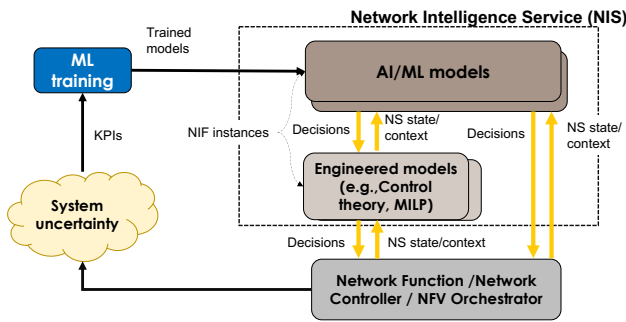 Network Intelligence Service (NIS)
Trained
models
ML
training
AI/ML models
KPIs
NIF instances
Decisions
NS state/
context
Decisions
NS state/
context
Engineered models
(e.g.,Control
theory, MILP)
System
uncertainty
Decisions
NS state/context
Network Function /Network
Controller / NFV Orchestrator